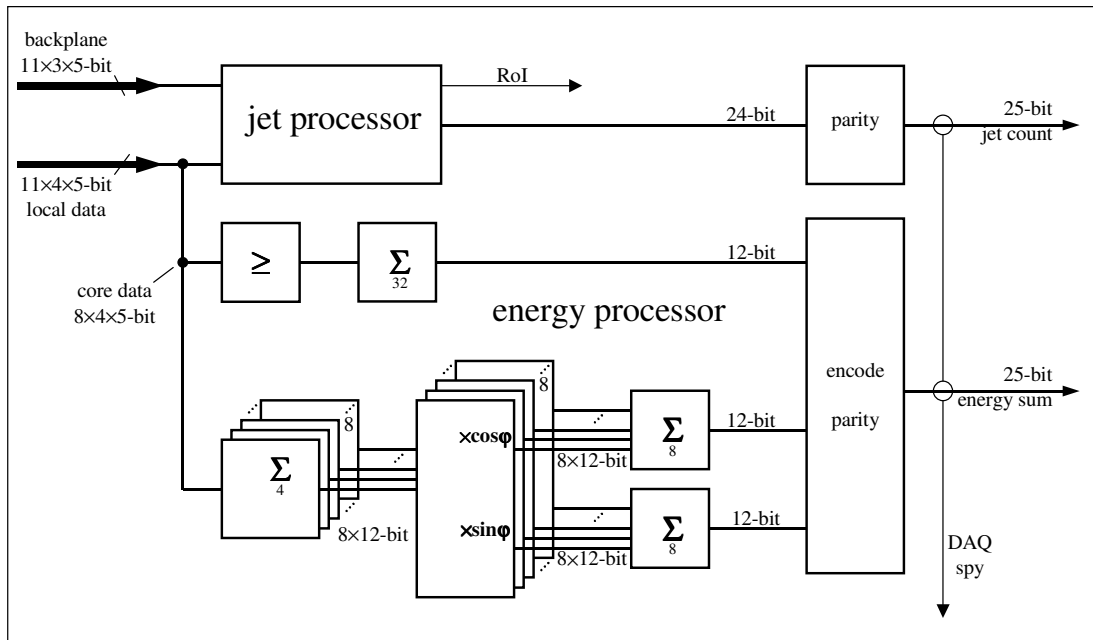 backplane
11×3×5-bit
RoI
jet processor
24-bit
parity
25-bit
jet count
11×4×5-bit
local data
≥
Σ
32
12-bit
core data
8×4×5-bit
energy processor
8
8
encode
parity
25-bit
energy sum
×cosφ
Σ
8
12-bit
8×12-bit
Σ
4
8×12-bit
×sinφ
Σ
8
12-bit
8×12-bit
DAQ
spy